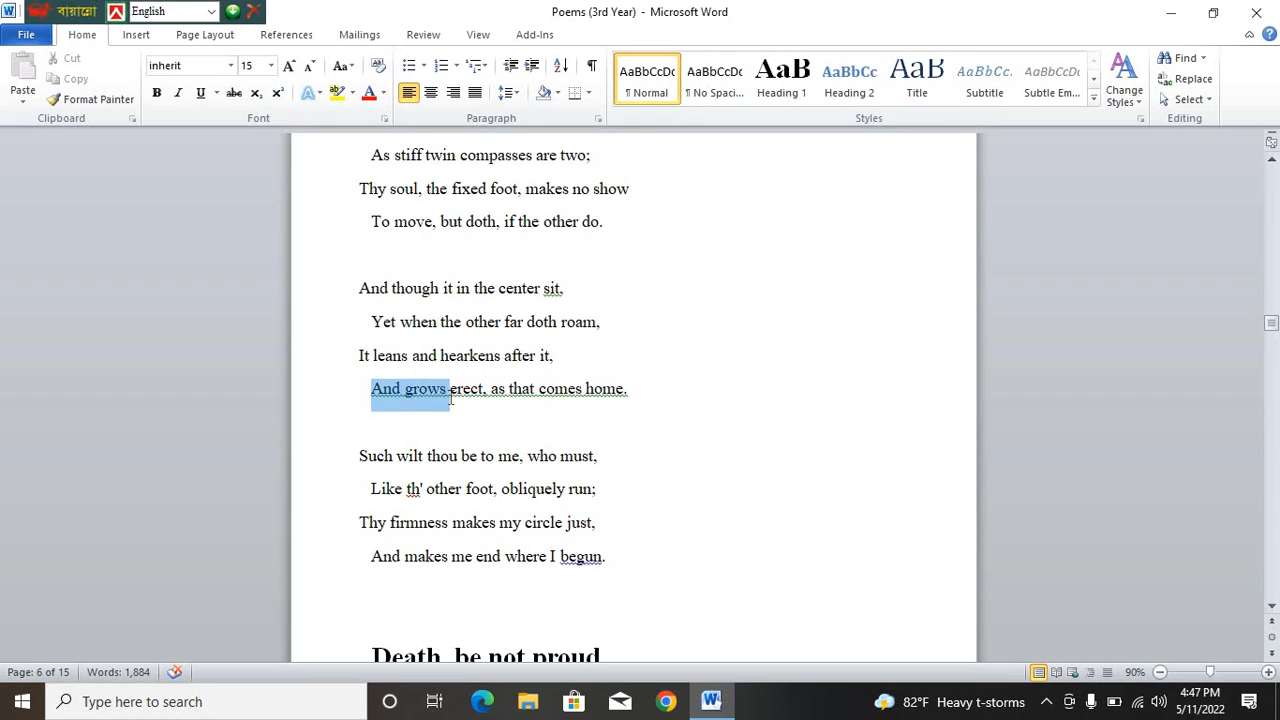 বায়ান্নো
English
Poems (3rd Year) - Microsoft Word
File Home Insert Page Layout References Mailings Review View Add-Ins
Paste
Cut
Copy
Format Painter
Clipboard
inherit 15
Font
Paragraph
AaBbCcDc AaBbCcDc AaB AaBbCc AaB AaBbCcL AaBbCcDc
¶ Normal ¶ No Spaci... Heading 1 Heading 2 Title Subtitle Subtle Em...
Change Styles
Styles
Find
Replace
Select
Editing
As stiff twin compasses are two;
Thy soul, the fixed foot, makes no show
To move, but doth, if the other do.
And though it in the center sit,
Yet when the other far doth roam,
It leans and hearkens after it,
And grows erect, as that comes home.
Such wilt thou be to me, who must,
Like th' other foot, obliquely run;
Thy firmness makes my circle just,
And makes me end where I begun.
Death, be not proud
Page: 6 of 15 Words: 1,884 90%
Type here to search
82°F Heavy t-storms
4:47 PM
5/11/2022